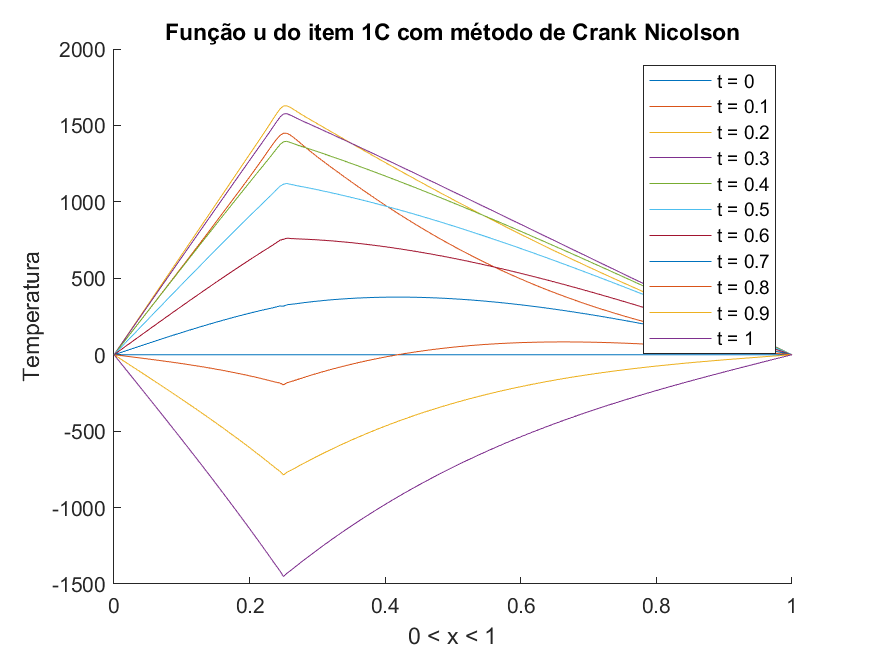 Função u do item 1C com método de Crank Nicolson
2000
1500
1000
500
0
-500
-1000
-1500
Temperatura
0
0.2
0.4
0.6
0.8
1
0 < x < 1
t = 0
t = 0.1
t = 0.2
t = 0.3
t = 0.4
t = 0.5
t = 0.6
t = 0.7
t = 0.8
t = 0.9
t = 1